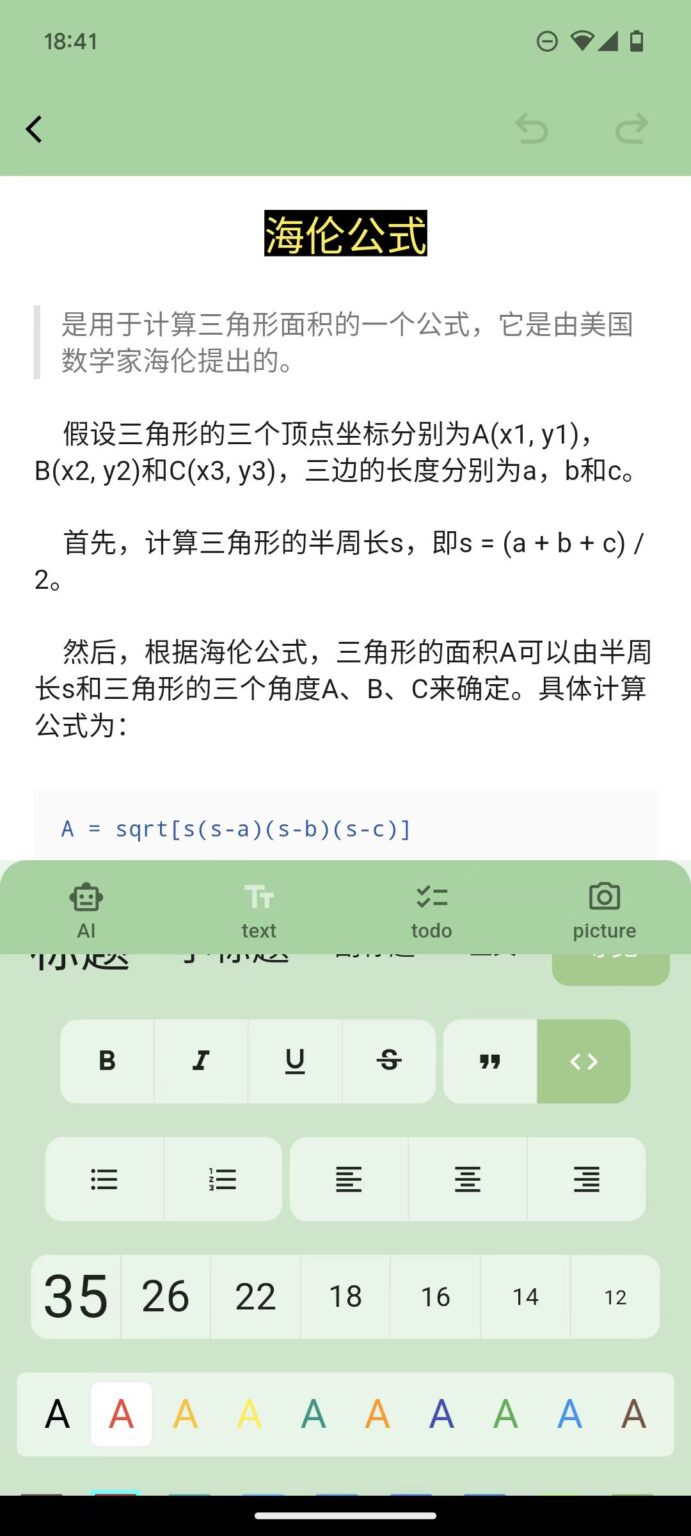 18:41
海伦公式
是用于计算三角形面积的一个公式，它是由美国
数学家海伦提出的。
假设三角形的三个顶点坐标分别为A(x1, y1)，
B(x2, y2)和C(x3, y3)，三边的长度分别为a，b和c。
首先，计算三角形的半周长s，即s = (a + b + c) /
2。
然后，根据海伦公式，三角形的面积A可以由半周
长s和三角形的三个角度A、B、C来确定。具体计算
公式为：
A = sqrt[s(s-a)(s-b)(s-c)]
AI text todo picture
标题 子标题
B I U S
35 26 22 18 16 14 12
A A A A A A A A A A